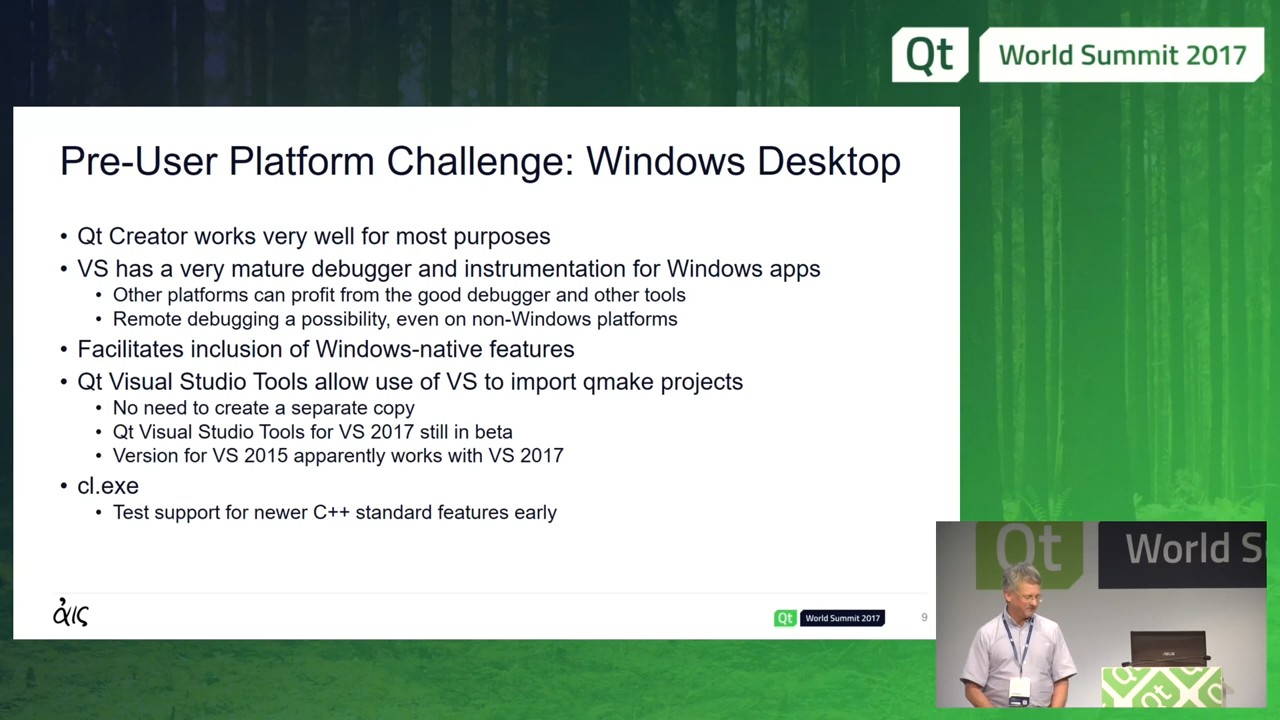 Qt World Summit 2017
Pre-User Platform Challenge: Windows Desktop
• Qt Creator works very well for most purposes
• VS has a very mature debugger and instrumentation for Windows apps
• Other platforms can profit from the good debugger and other tools
• Remote debugging a possibility, even on non-Windows platforms
• Facilitates inclusion of Windows-native features
• Qt Visual Studio Tools allow use of VS to import qmake projects
• No need to create a separate copy
• Qt Visual Studio Tools for VS 2017 still in beta
• Version for VS 2015 apparently works with VS 2017
• cl.exe
• Test support for newer C++ standard features early
ἀις
Qt World Summit 2017
9
Qt World S
ASUS
Qt